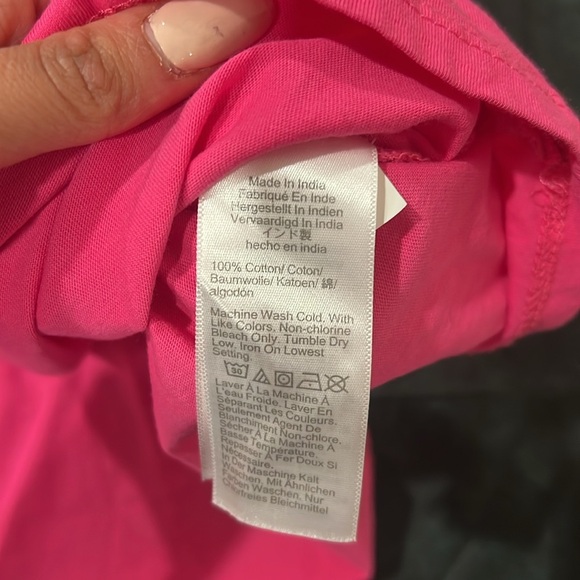 Made In India
Fabriqué En Inde
Hergestellt In Indien
Vervaardigd In India
インド製
hecho en india
100% Cotton/ Coton/
Baumwolle/ Katoen/ 綿/
algodón
Machine Wash Cold. With
Like Colors. Non-chlorine
Bleach Only. Tumble Dry
Low. Iron On Lowest
Setting.
30
Laver À La Machine À
L'eau Froide. Laver En
Séparant Les Couleurs.
Seulement Agent De
Blanchiment Non-chlore.
Sécher À La Machine À
Basse Température.
Repasser À Fer Doux Si
Nécessaire.
In Der Maschine Kalt
Waschen, Mit Ähnlichen
Farben Waschen. Nur
Chlorfreies Bleichmittel